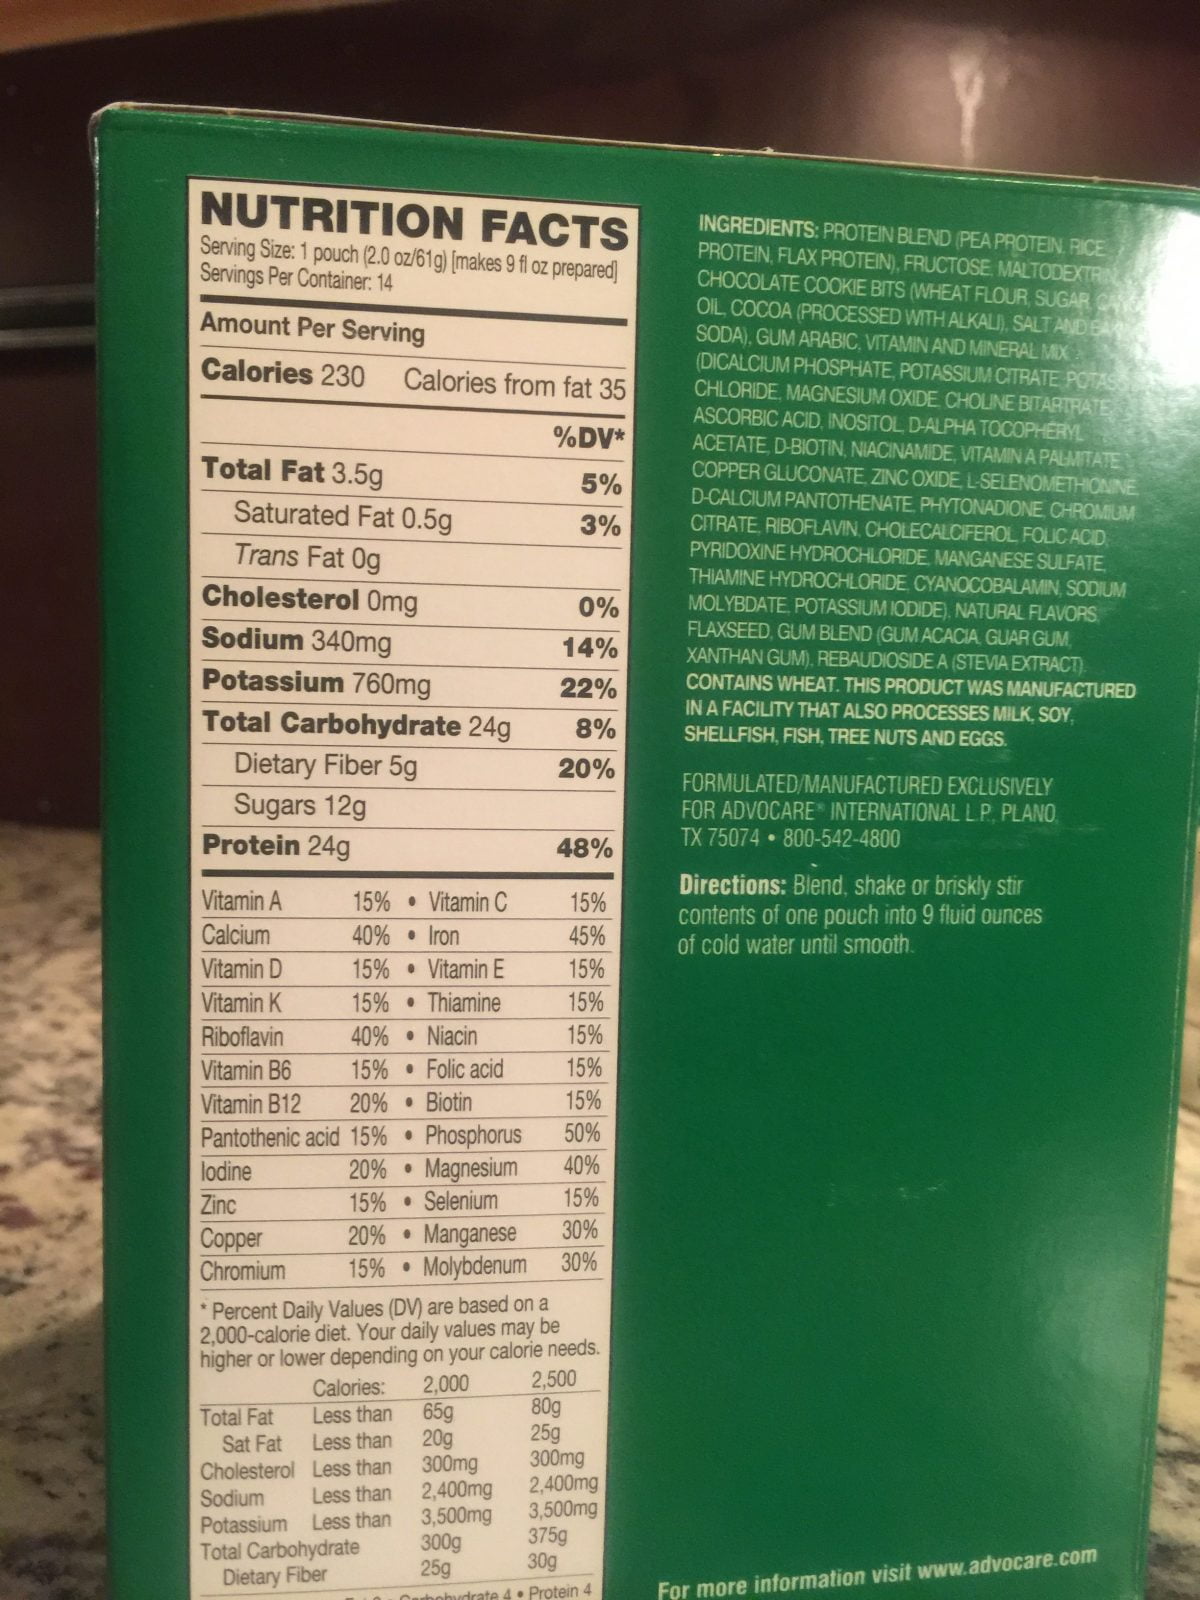 NUTRITION FACTS
Serving Size: 1 pouch (2.0 oz/61g) [makes 9 fl oz prepared]
Servings Per Container: 14
Amount Per Serving
Calories 230 Calories from fat 35
%DV*
Total Fat 3.5g 5%
Saturated Fat 0.5g 3%
Trans Fat 0g
Cholesterol 0mg 0%
Sodium 340mg 14%
Potassium 760mg 22%
Total Carbohydrate 24g 8%
Dietary Fiber 5g 20%
Sugars 12g
Protein 24g 48%
Vitamin A 15% • Vitamin C 15%
Calcium 40% • Iron 45%
Vitamin D 15% • Vitamin E 15%
Vitamin K 15% • Thiamine 15%
Riboflavin 40% • Niacin 15%
Vitamin B6 15% • Folic acid 15%
Vitamin B12 20% • Biotin 15%
Pantothenic acid 15% • Phosphorus 50%
Iodine 20% • Magnesium 40%
Zinc 15% • Selenium 15%
Copper 20% • Manganese 30%
Chromium 15% • Molybdenum 30%
* Percent Daily Values (DV) are based on a
2,000-calorie diet. Your daily values may be
higher or lower depending on your calorie needs.
Calories: 2,000 2,500
Total Fat Less than 65g 80g
Sat Fat Less than 20g 25g
Cholesterol Less than 300mg 300mg
Sodium Less than 2,400mg 2,400mg
Potassium Less than 3,500mg 3,500mg
Total Carbohydrate 300g 375g
Dietary Fiber 25g 30g
Carbohydrate 4 • Protein 4
INGREDIENTS: PROTEIN BLEND (PEA PROTEIN, RICE
PROTEIN, FLAX PROTEIN), FRUCTOSE, MALTODEXTRIN,
CHOCOLATE COOKIE BITS (WHEAT FLOUR, SUGAR,
OIL, COCOA (PROCESSED WITH ALKALI), SALT AND
SODA), GUM ARABIC, VITAMIN AND MINERAL MIX
(DICALCIUM PHOSPHATE, POTASSIUM CITRATE,
CHLORIDE, MAGNESIUM OXIDE, CHOLINE BITARTRATE,
ASCORBIC ACID, INOSITOL, D-ALPHA TOCOPHERYL
ACETATE, D-BIOTIN, NIACINAMIDE, VITAMIN A PALMITATE,
COPPER GLUCONATE, ZINC OXIDE, L-SELENOMETHIONINE,
D-CALCIUM PANTOTHENATE, PHYTONADIONE, CHROMIUM
CITRATE, RIBOFLAVIN, CHOLECALCIFEROL, FOLIC ACID,
PYRIDOXINE HYDROCHLORIDE, MANGANESE SULFATE,
THIAMINE HYDROCHLORIDE, CYANOCOBALAMIN, SODIUM
MOLYBDATE, POTASSIUM IODIDE), NATURAL FLAVORS,
FLAXSEED, GUM BLEND (GUM ACACIA, GUAR GUM,
XANTHAN GUM), REBAUDIOSIDE A (STEVIA EXTRACT).
CONTAINS WHEAT. THIS PRODUCT WAS MANUFACTURED
IN A FACILITY THAT ALSO PROCESSES MILK, SOY,
SHELLFISH, FISH, TREE NUTS AND EGGS.
FORMULATED/MANUFACTURED EXCLUSIVELY
FOR ADVOCARE® INTERNATIONAL L.P., PLANO,
TX 75074 • 800-542-4800
Directions: Blend, shake or briskly stir
contents of one pouch into 9 fluid ounces
of cold water until smooth.
For more information visit www.advocare.com